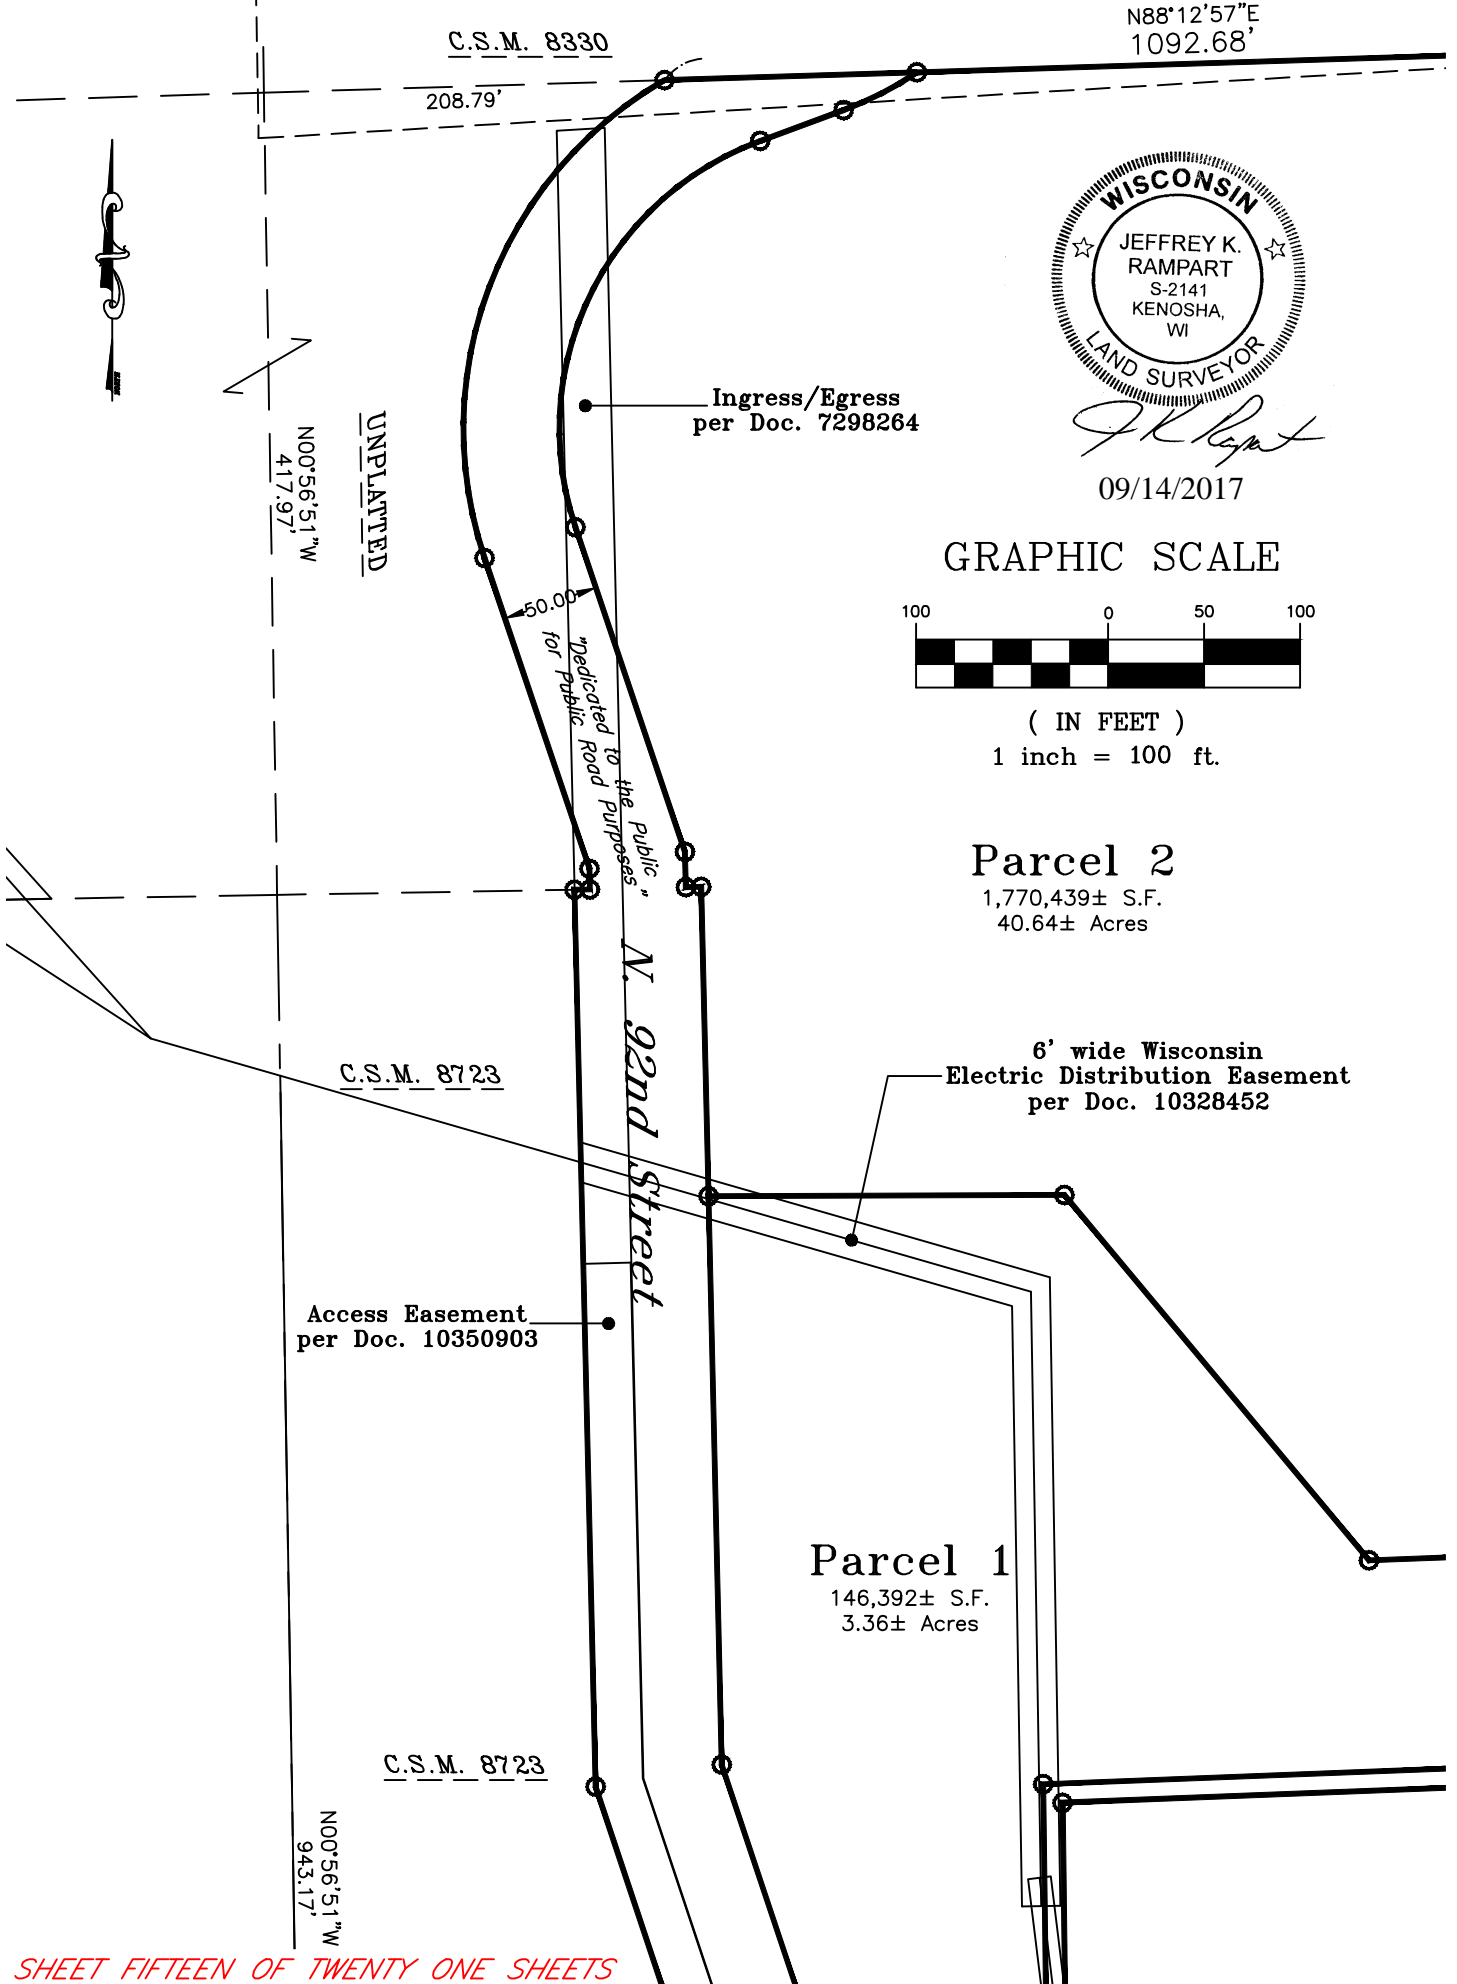 C.S.M. 8330
N88°12'57"E
1092.68'
208.79'
WISCONSIN
JEFFREY K.
RAMPART
S-2141
KENOSHA,
WI
LAND SURVEYOR
09/14/2017
Ingress/Egress
per Doc. 7298264
UNPLATTED
N00°56'51"W
417.97'
GRAPHIC SCALE
100 0 50 100
( IN FEET )
1 inch = 100 ft.
50.00
"Dedicated to the Public
for Public Road Purposes"
Parcel 2
1,770,439± S.F.
40.64± Acres
N. 92nd Street
C.S.M. 8723
6' wide Wisconsin
Electric Distribution Easement
per Doc. 10328452
Access Easement
per Doc. 10350903
Parcel 1
146,392± S.F.
3.36± Acres
C.S.M. 8723
N00°56'51"W
943.17'
SHEET FIFTEEN OF TWENTY ONE SHEETS